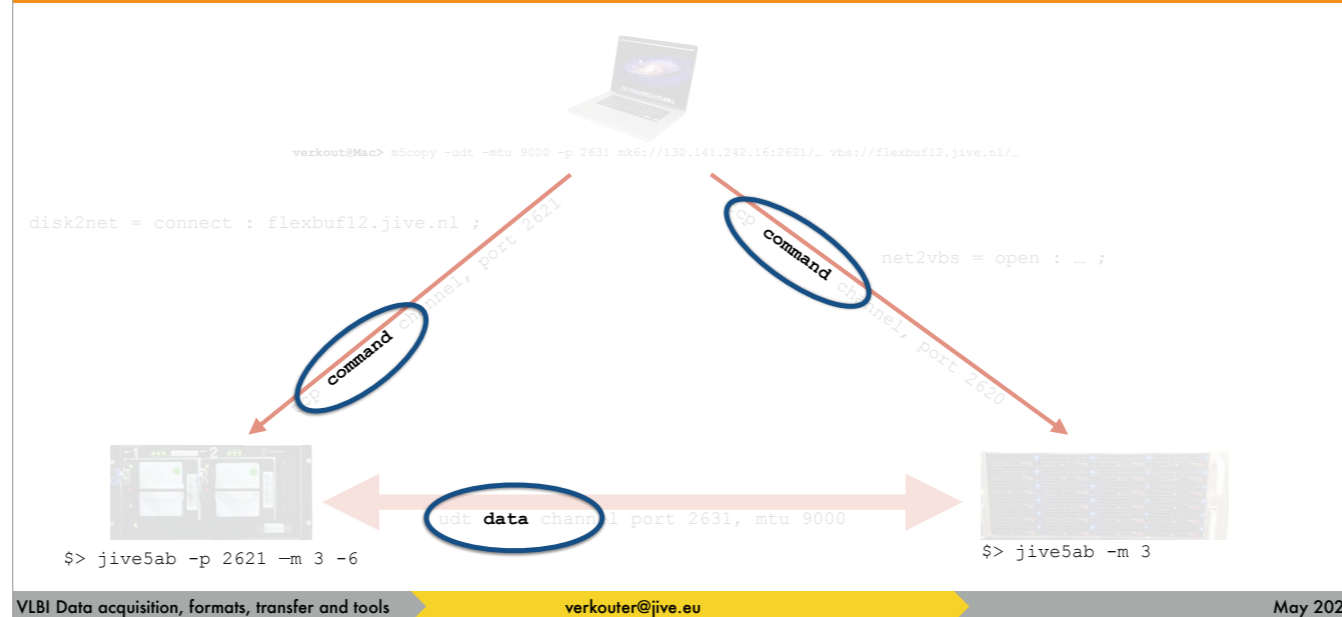 verkout@Mac> m5copy -udt -mtu 9000 -p 2631 mk6://130.141.242.16:2621/… vbs://flexbuf12.jive.nl/…
disk2net = connect : flexbuf12.jive.nl ;
net2vbs = open : … ;
tcp command channel, port 2621
tcp command channel, port 2620
udt data channel port 2631, mtu 9000
$> jive5ab -p 2621 —m 3 -6
$> jive5ab -m 3
VLBI Data acquisition, formats, transfer and tools
verkouter@jive.eu
May 202